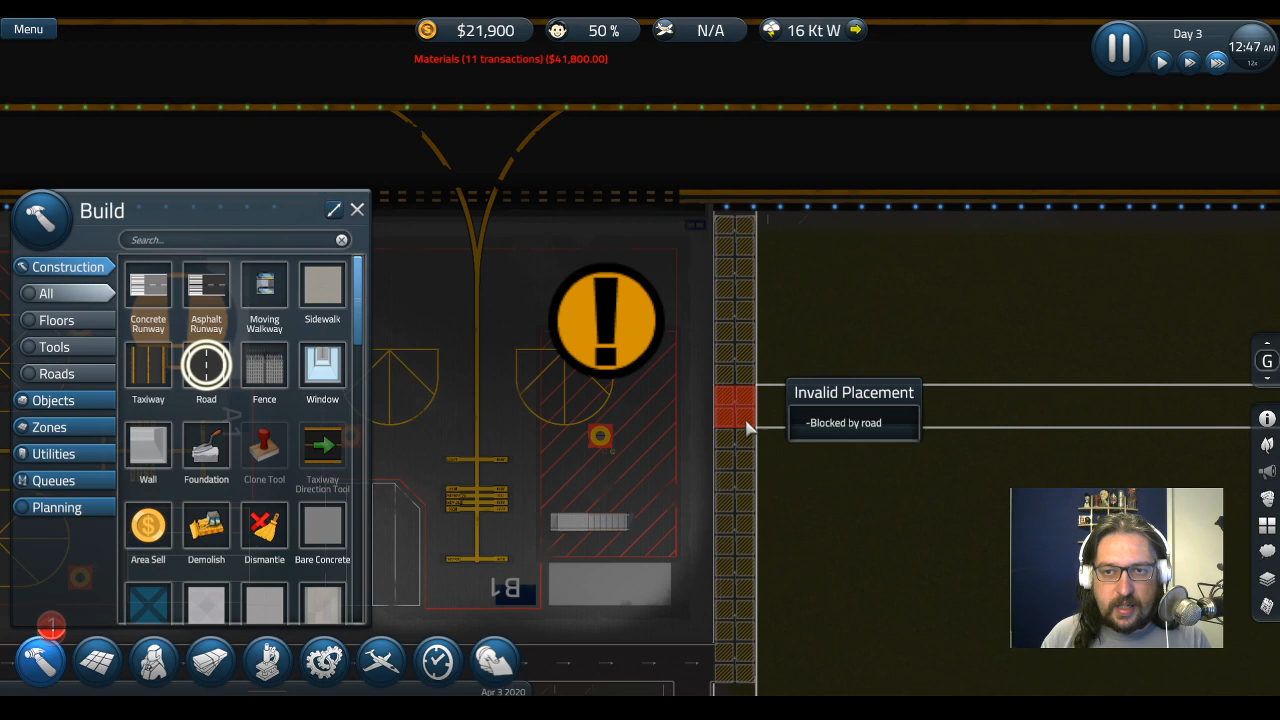 Menu
$21,900
50 %
N/A
16 Kt W
Day 3
12:47 AM
12x
Materials (11 transactions) ($41,800.00)
Build
Search...
Construction
All
Floors
Tools
Roads
Objects
Zones
Utilities
Queues
Planning
Concrete Runway
Asphalt Runway
Moving Walkway
Sidewalk
Taxiway
Road
Fence
Window
Wall
Foundation
Clone Tool
Taxiway Direction Tool
Area Sell
Demolish
Dismantle
Bare Concrete
Invalid Placement
-Blocked by road
G
B1
1
Apr 3 2020